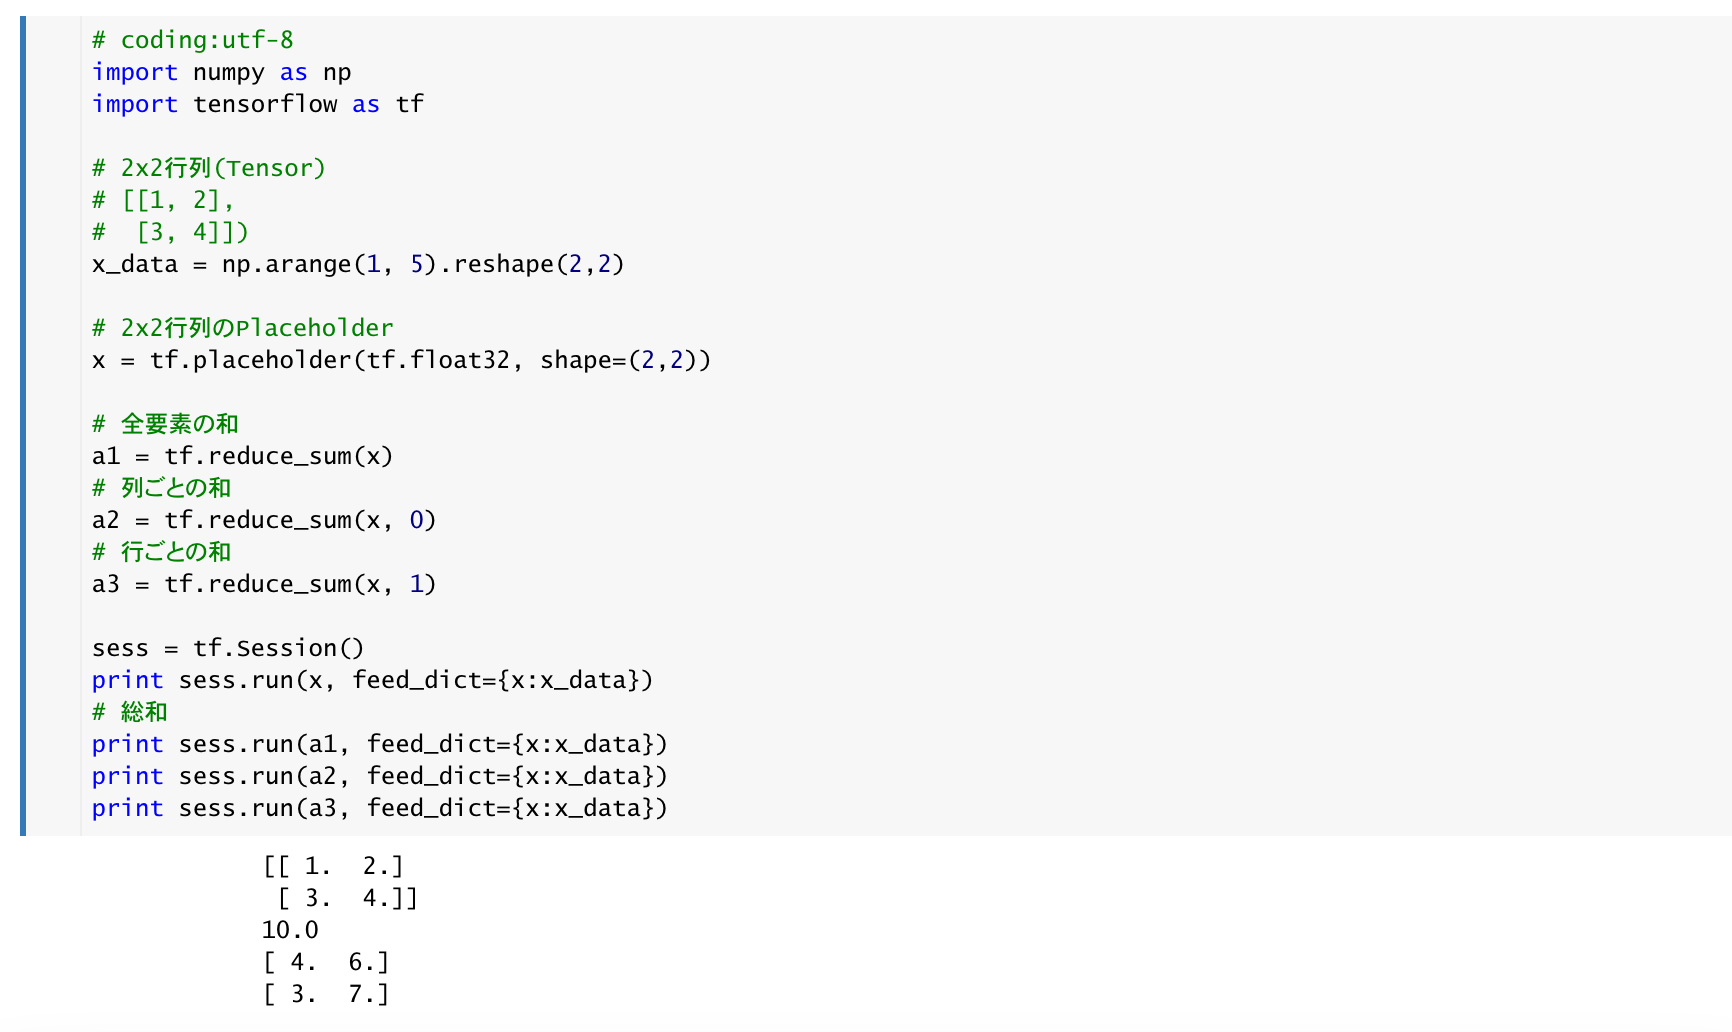 # coding:utf-8
import numpy as np
import tensorflow as tf
# 2x2行列(Tensor)
# [[1, 2],
#  [3, 4]])
x_data = np.arange(1, 5).reshape(2,2)
# 2x2行列のPlaceholder
x = tf.placeholder(tf.float32, shape=(2,2))
# 全要素の和
a1 = tf.reduce_sum(x)
# 列ごとの和
a2 = tf.reduce_sum(x, 0)
# 行ごとの和
a3 = tf.reduce_sum(x, 1)
sess = tf.Session()
print sess.run(x, feed_dict={x:x_data})
# 総和
print sess.run(a1, feed_dict={x:x_data})
print sess.run(a2, feed_dict={x:x_data})
print sess.run(a3, feed_dict={x:x_data})
[[ 1.  2.]
 [ 3.  4.]]
10.0
[ 4.  6.]
[ 3.  7.]